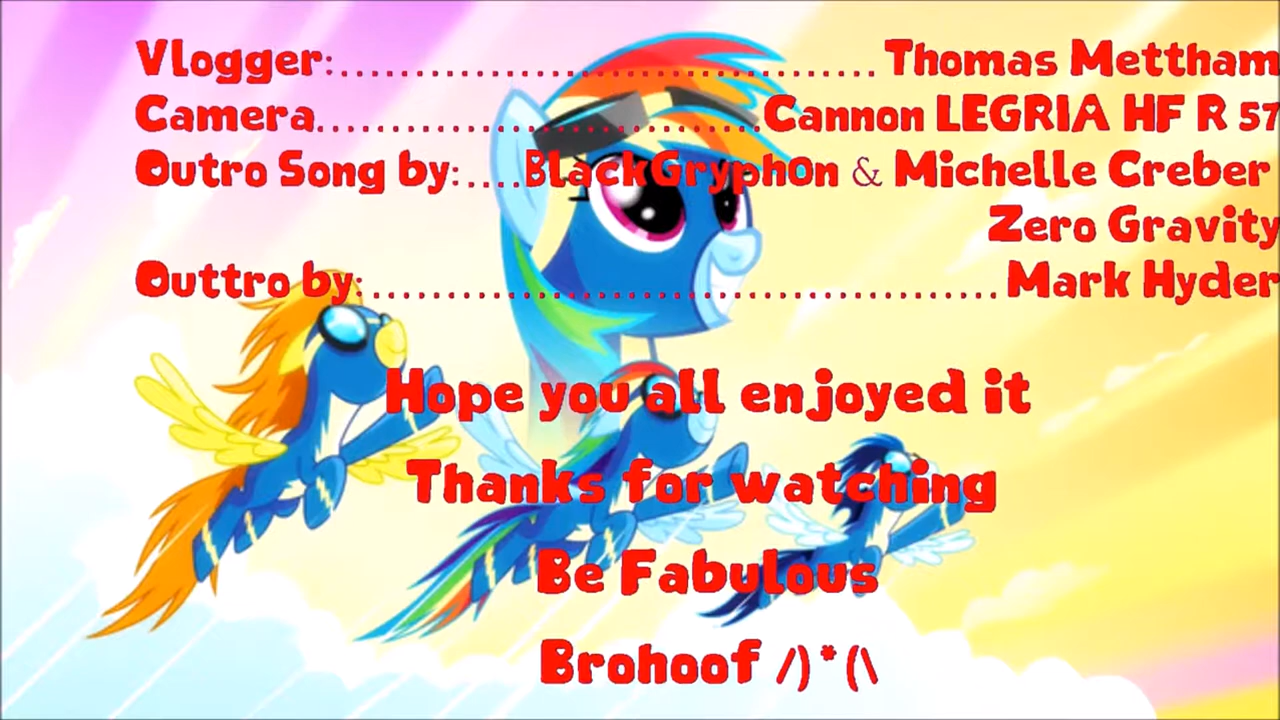 Vlogger:.................................. Thomas Mettham
Camera............................Cannon LEGRIA HF R 57
Outro Song by:....BlackGryph0n & Michelle Creber
Zero Gravity
Outtro by:........................................ Mark Hyder
Hope you all enjoyed it
Thanks for watching
Be Fabulous
Brohoof /)*(\